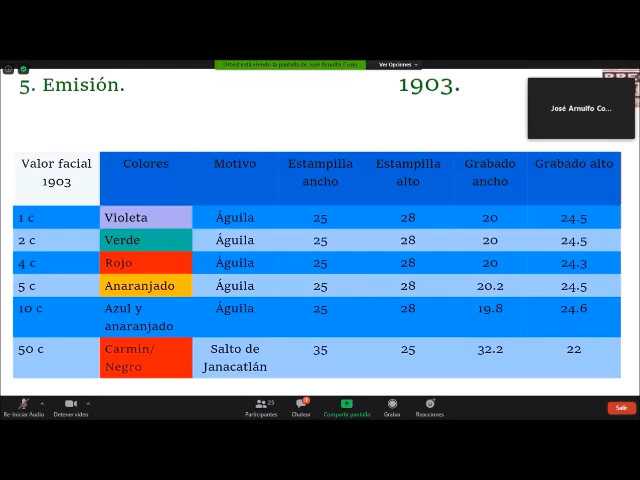 Usted está viendo la pantalla de José Arnulfo Cosío
Ver Opciones
5. Emisión.
1903.
José Arnulfo Co...
Valor facial 1903 Colores Motivo Estampilla ancho Estampilla alto Grabado ancho Grabado alto
1 c Violeta Águila 25 28 20 24.5
2 c Verde Águila 25 28 20 24.5
4 c Rojo Águila 25 28 20 24.3
5 c Anaranjado Águila 25 28 20.2 24.5
10 c Azul y anaranjado Águila 25 28 19.8 24.6
50 c Carmín/ Negro Salto de Janacatlán 35 25 32.2 22
Re-Iniciar Audio
Detener video
25
Participantes
Chatear
Compartir pantalla
Grabar
Reacciones
Salir